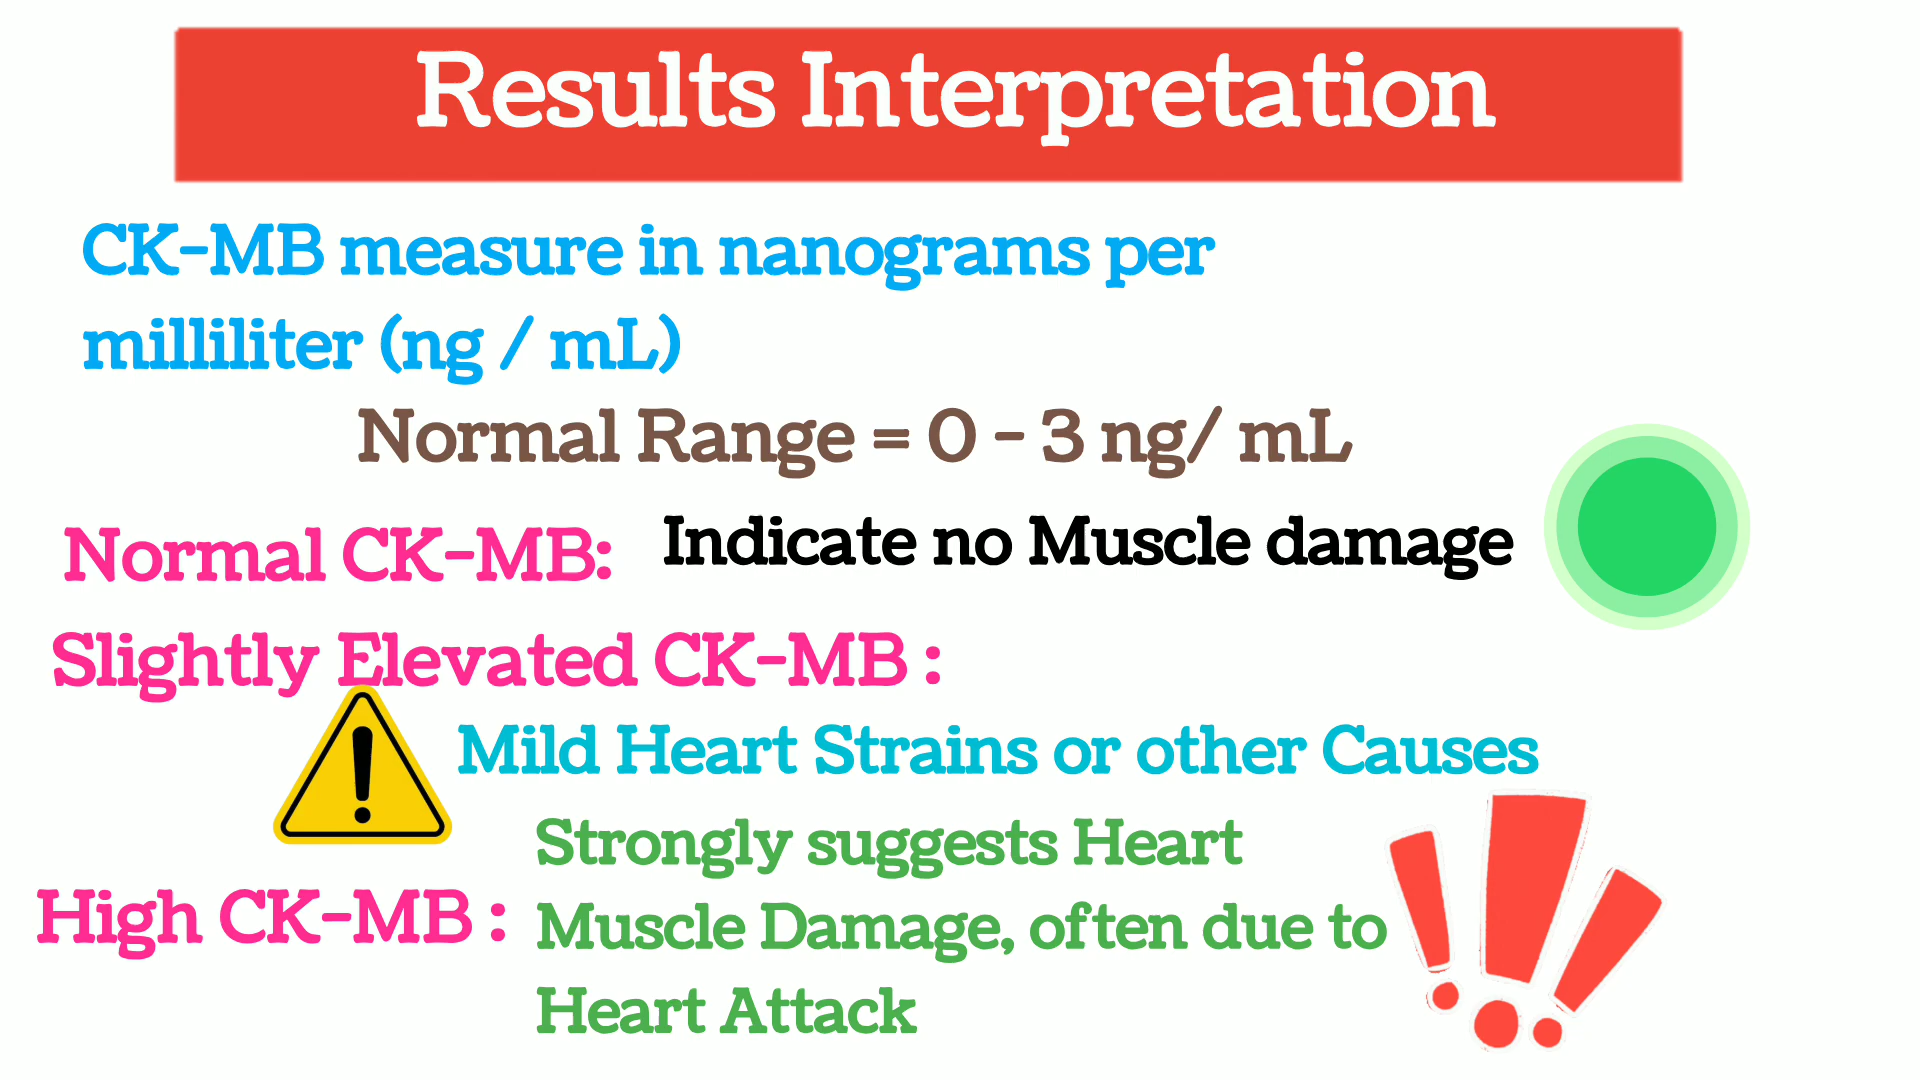 Results Interpretation
CK-MB measure in nanograms per
milliliter (ng / mL)
Normal Range = 0 - 3 ng/ mL
Normal CK-MB: Indicate no Muscle damage
Slightly Elevated CK-MB :
Mild Heart Strains or other Causes
High CK-MB :
Strongly suggests Heart
Muscle Damage, often due to
Heart Attack